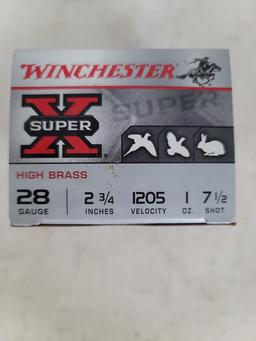 WINCHESTER
SUPER
X
SUPER
HIGH BRASS
28 2 3/4 1205 1 7 1/2
GAUGE INCHES VELOCITY OZ. SHOT